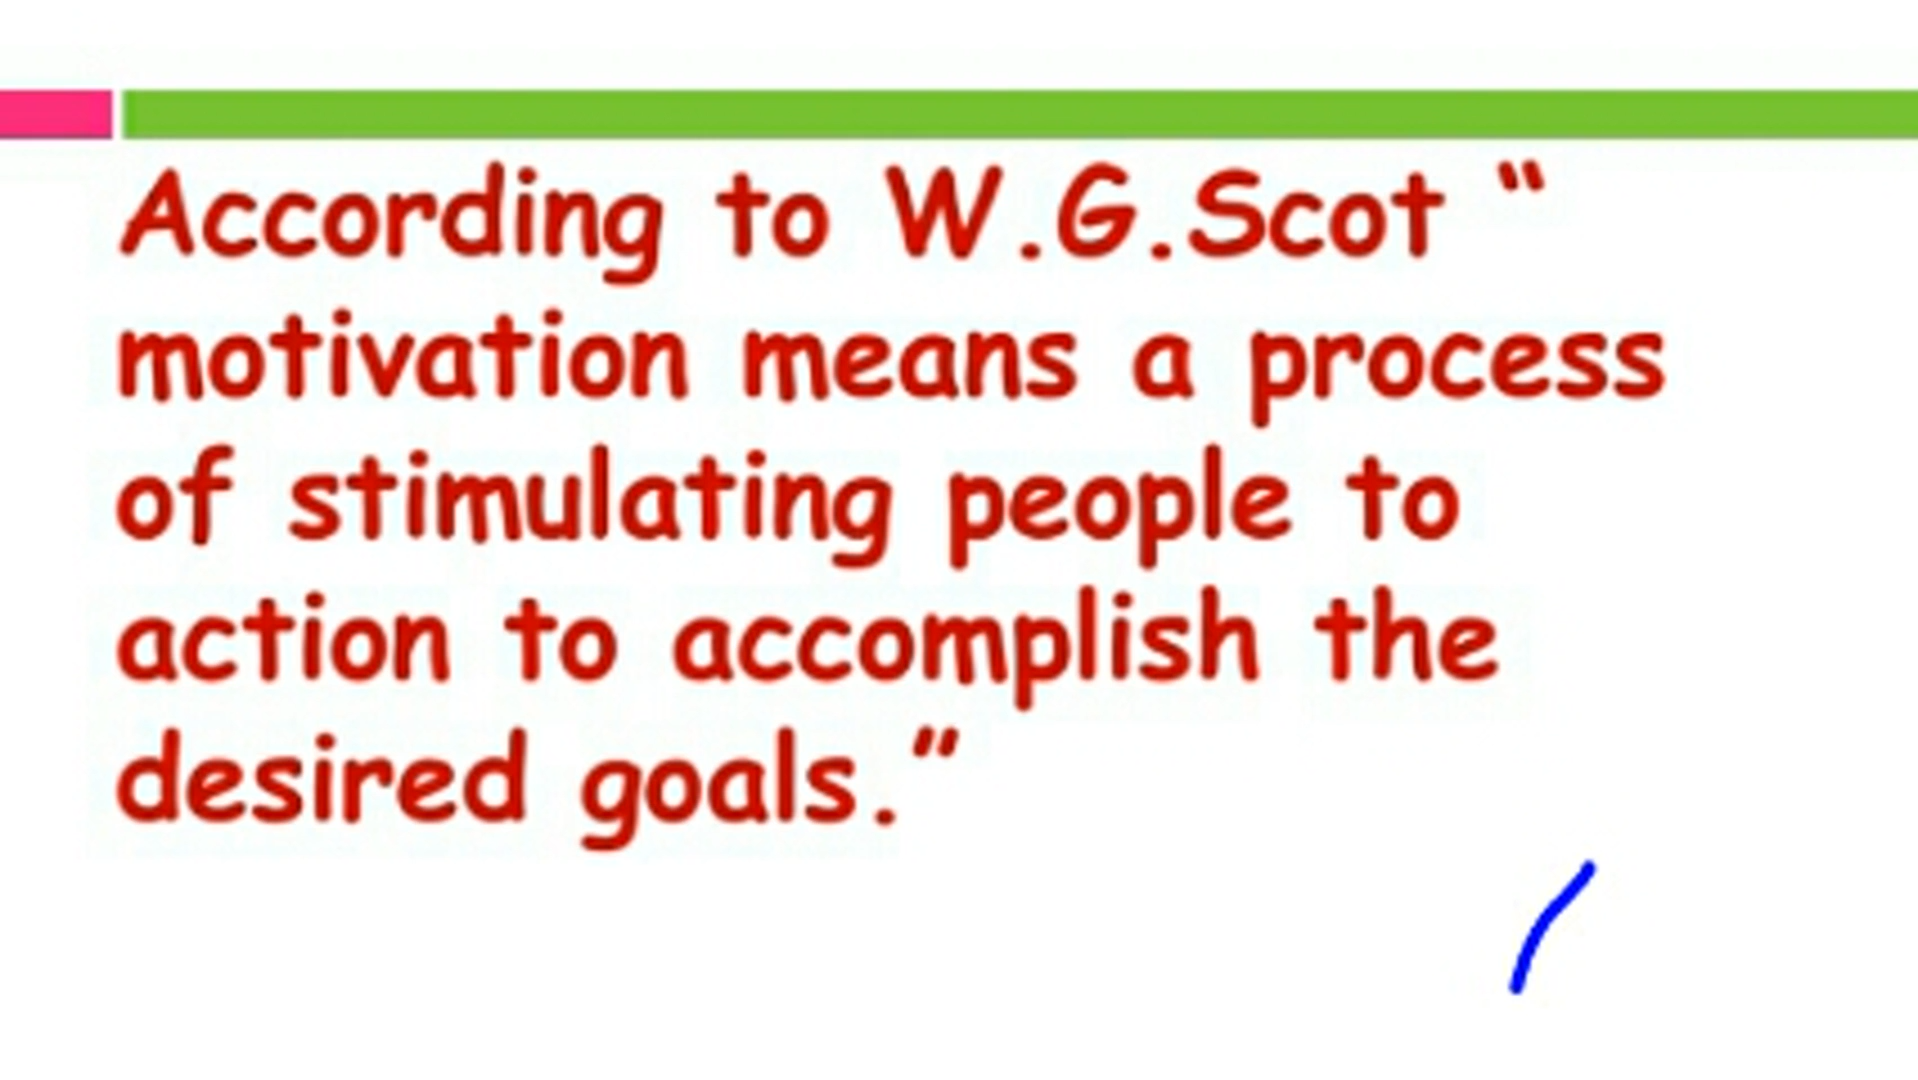 According to W.G.Scot “
motivation means a process
of stimulating people to
action to accomplish the
desired goals.”